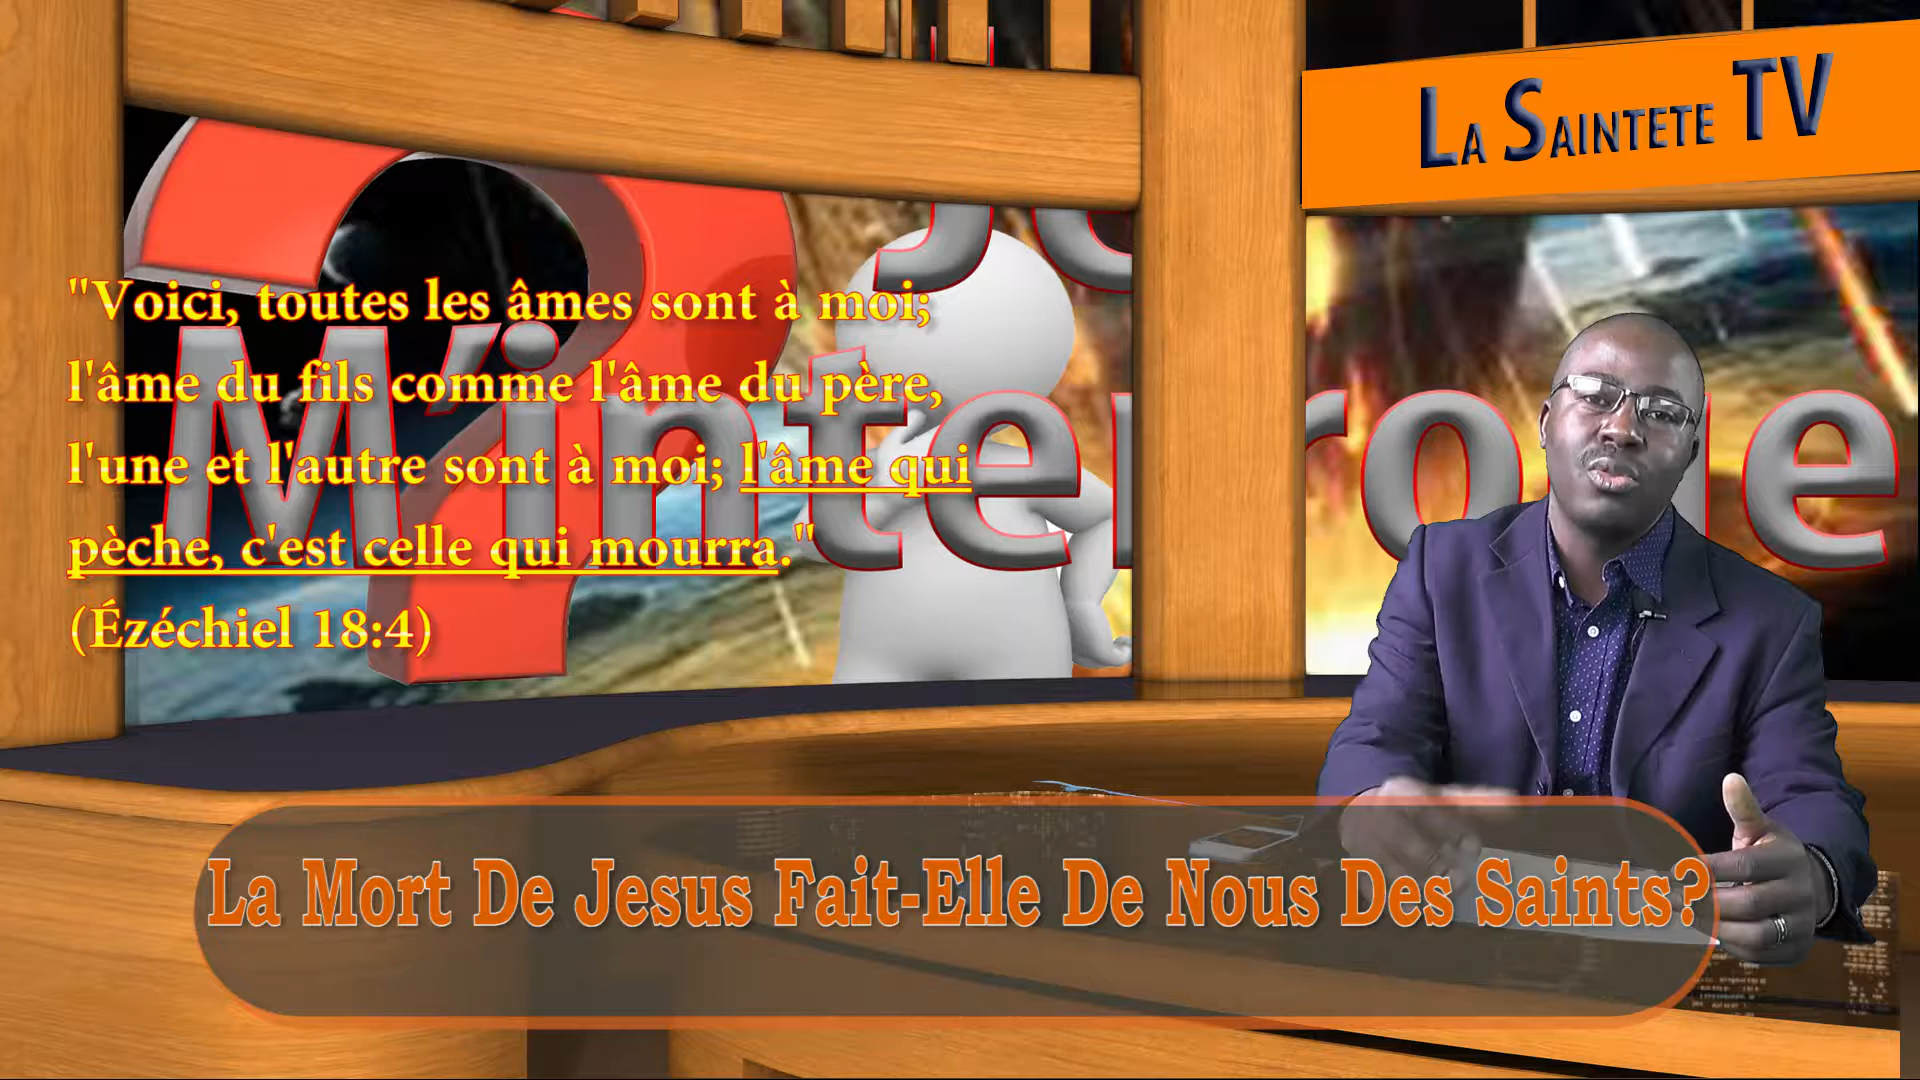 LA SAINTETE TV
Je
M'interroge
"Voici, toutes les âmes sont à moi;
l'âme du fils comme l'âme du père,
l'une et l'autre sont à moi; l'âme qui
pèche, c'est celle qui mourra."
(Ézéchiel 18:4)
La Mort De Jesus Fait-Elle De Nous Des Saints?